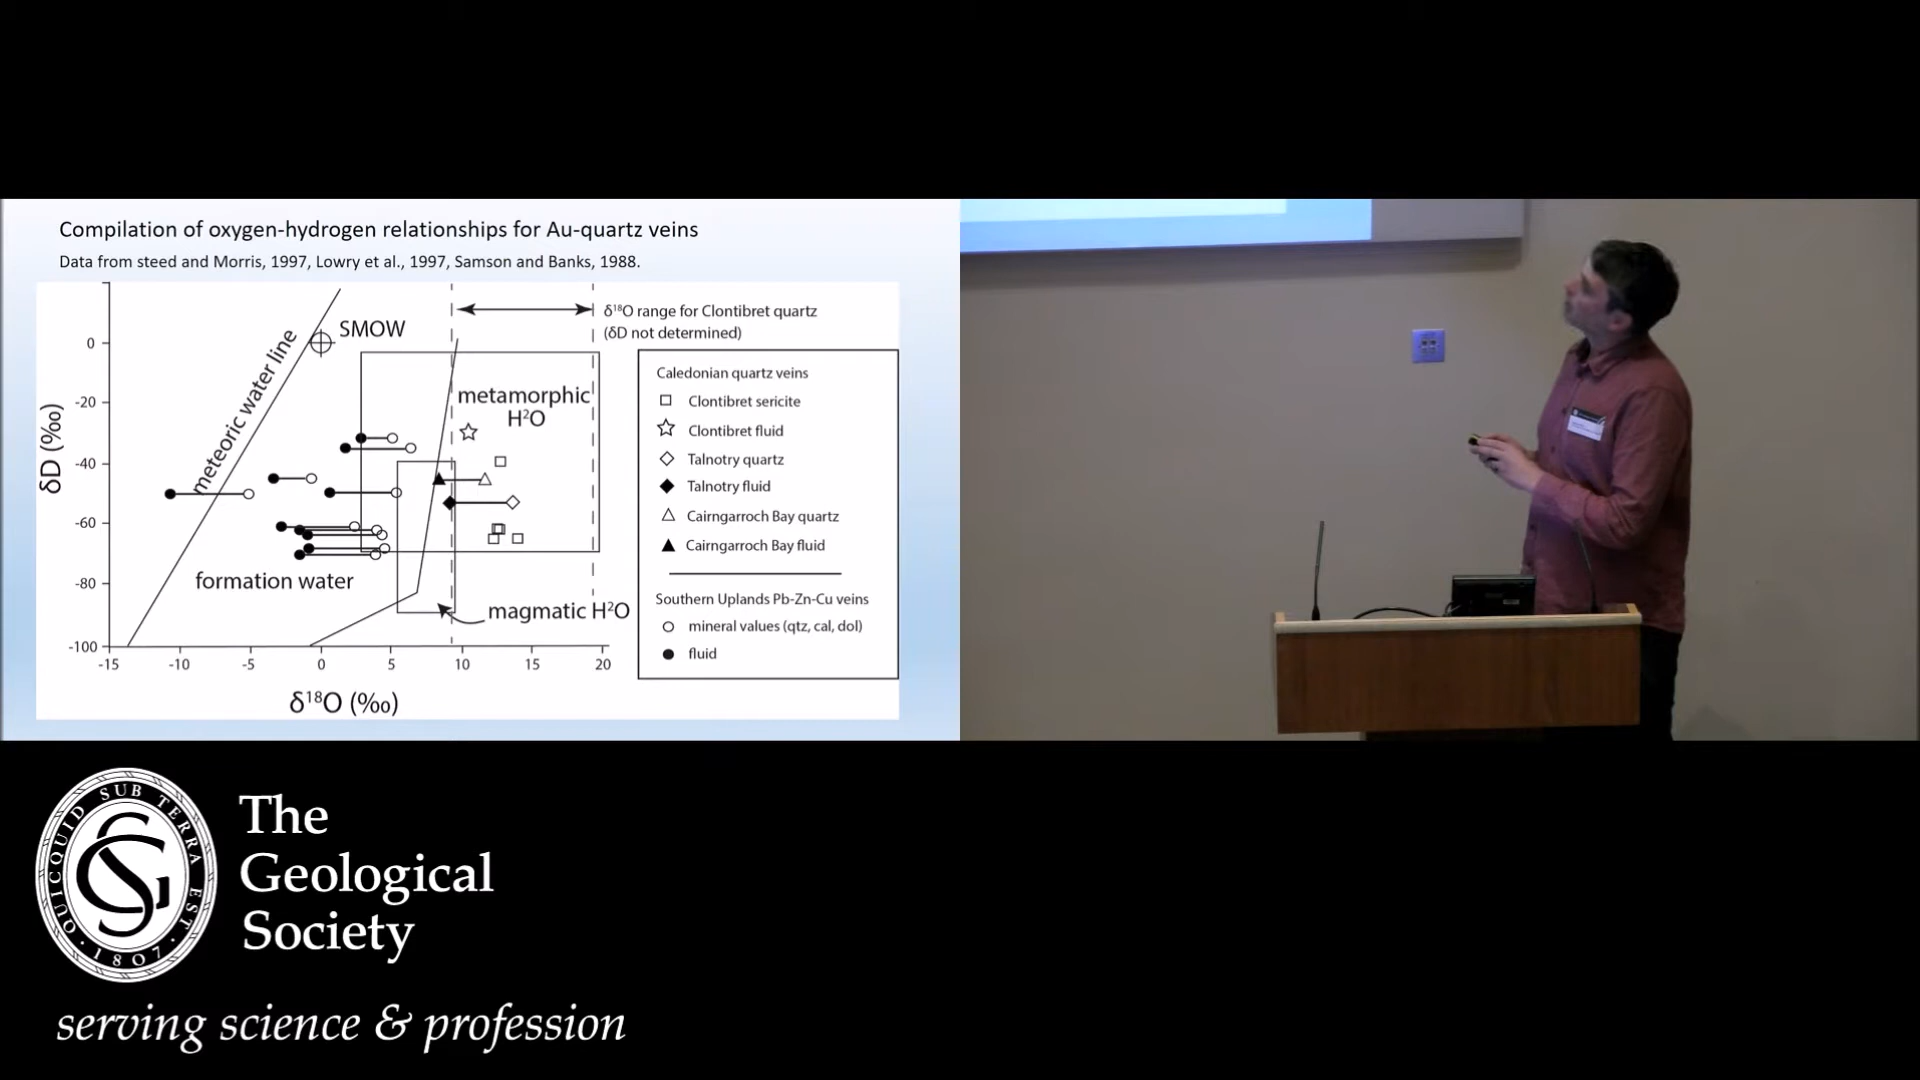 Compilation of oxygen-hydrogen relationships for Au-quartz veins
Data from steed and Morris, 1997, Lowry et al., 1997, Samson and Banks, 1988.
δ¹⁸O range for Clontibret quartz
(δD not determined)
SMOW
meteoric water line
metamorphic
H²O
formation water
magmatic H²O
δD (‰)
0
-20
-40
-60
-80
-100
-15
-10
-5
0
5
10
15
20
δ¹⁸O (‰)
Caledonian quartz veins
Clontibret sericite
Clontibret fluid
Talnotry quartz
Talnotry fluid
Cairngarroch Bay quartz
Cairngarroch Bay fluid
Southern Uplands Pb-Zn-Cu veins
mineral values (qtz, cal, dol)
fluid
QUICQUID SUB TERRA EST
· 1807 ·
GS
The
Geological
Society
serving science & profession